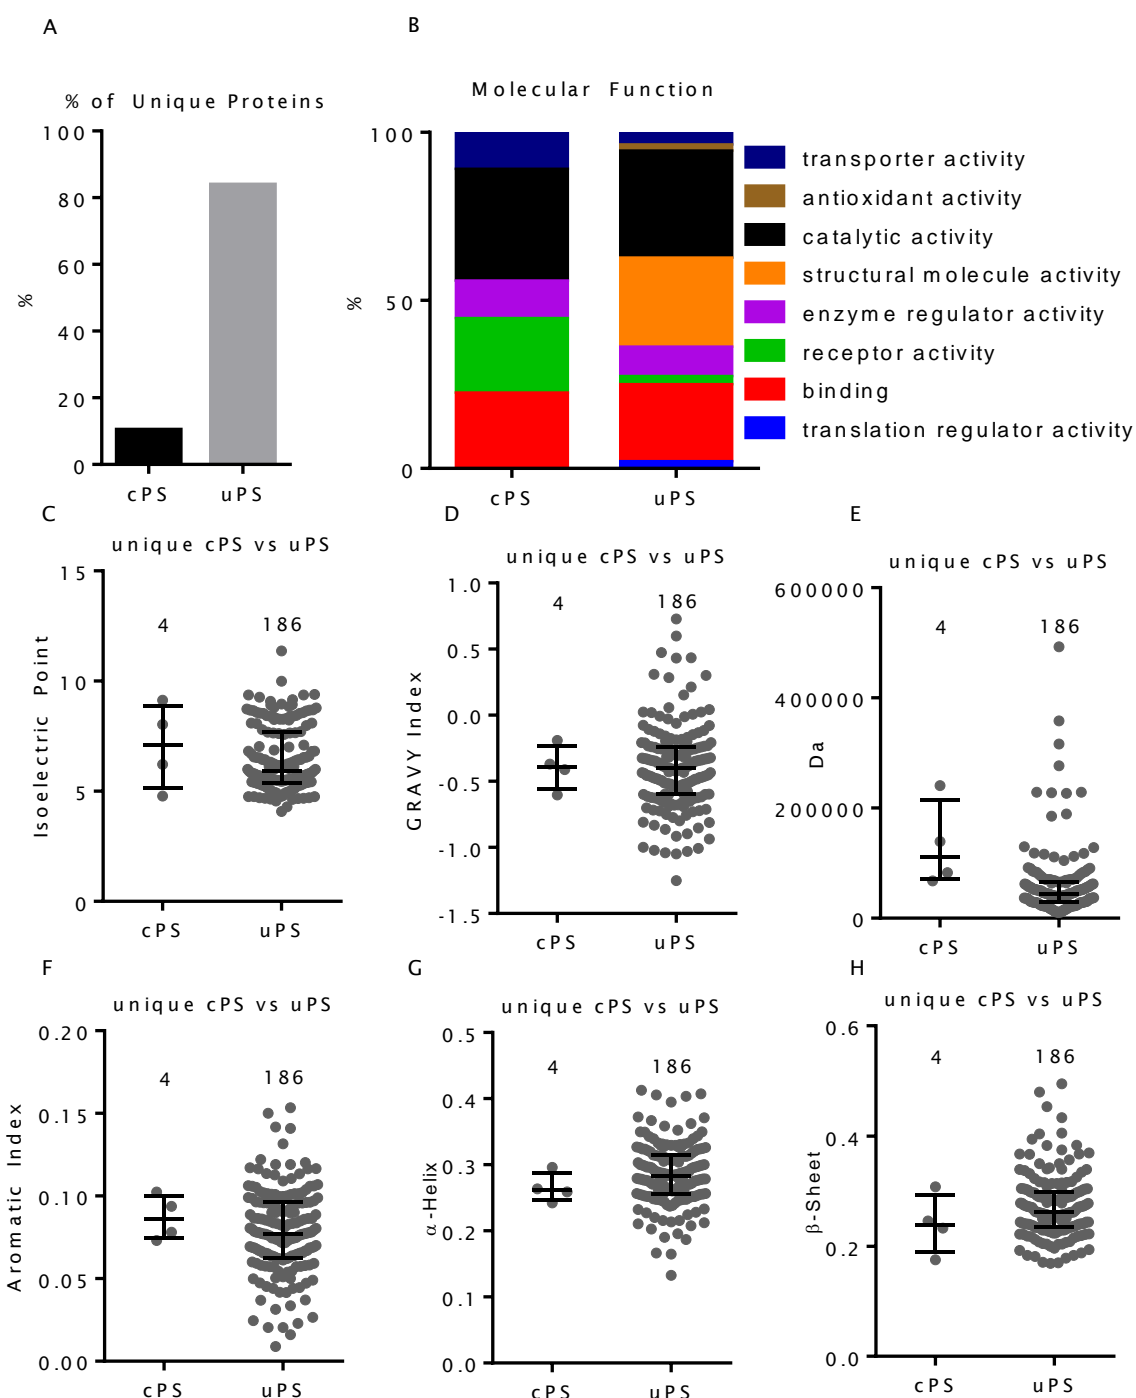 A
B
% of Unique Proteins
Molecular Function
100
80
60
40
20
0
%
cPS
uPS
100
50
0
%
cPS
uPS
transporter activity
antioxidant activity
catalytic activity
structural molecule activity
enzyme regulator activity
receptor activity
binding
translation regulator activity
C
unique cPS vs uPS
Isoelectric Point
15
10
5
0
4
186
cPS
uPS
D
unique cPS vs uPS
GRAVY Index
1.0
0.5
0.0
-0.5
-1.0
-1.5
4
186
cPS
uPS
E
unique cPS vs uPS
Da
600000
400000
200000
0
4
186
cPS
uPS
F
unique cPS vs uPS
Aromatic Index
0.20
0.15
0.10
0.05
0.00
4
186
cPS
uPS
G
unique cPS vs uPS
α-Helix
0.5
0.4
0.3
0.2
0.1
0.0
4
186
cPS
uPS
H
unique cPS vs uPS
β-Sheet
0.6
0.4
0.2
0.0
4
186
cPS
uPS